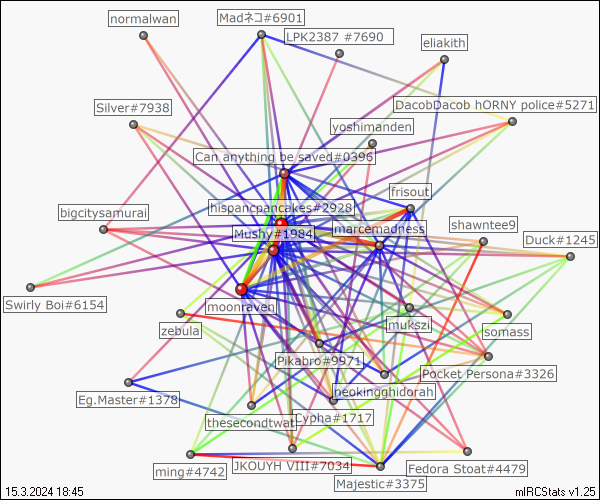 normalwan
Madネコ#6901
LPK2387 #7690
eliakith
Silver#7938
DacobDacob hORNY police#5271
yoshimanden
Can anything be saved#0396
frisout
bigcitysamurai
hispancpancakes#2928
Mushy#1984
marcemadness
shawntee9
Duck#1245
Swirly Boi#6154
moonraven
zebula
mukszi
somass
Pikabro#9971
Pocket Persona#3326
Eg.Master#1378
neokingghidorah
thesecondtwat
Cypha#1717
ming#4742
JKOUYH VIII#7034
Majestic#3375
Fedora Stoat#4479
15.3.2024 18:45
mIRCStats v1.25